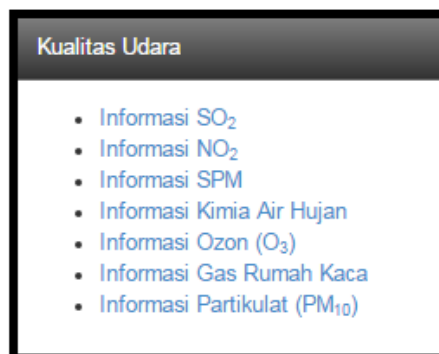 Kualitas Udara
• Informasi SO₂
• Informasi NO₂
• Informasi SPM
• Informasi Kimia Air Hujan
• Informasi Ozon (O₃)
• Informasi Gas Rumah Kaca
• Informasi Partikulat (PM₁₀)